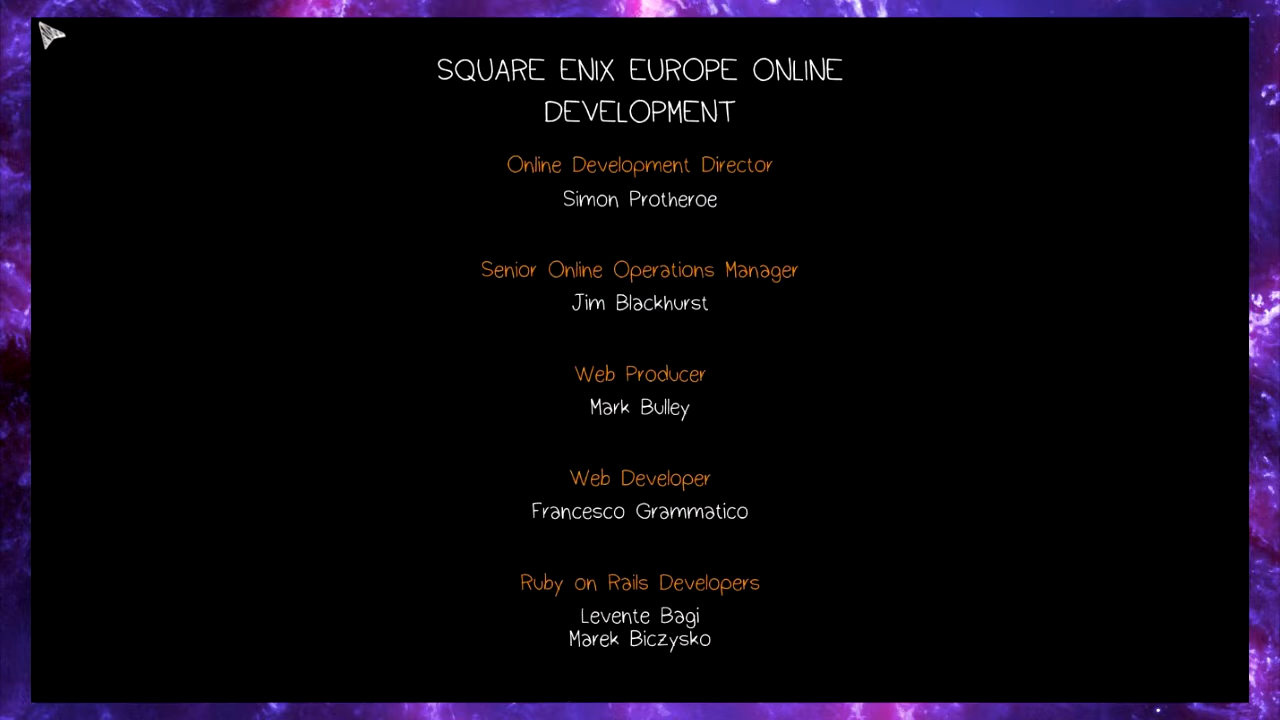 SQUARE ENIX EUROPE ONLINE
DEVELOPMENT
Online Development Director
Simon Protheroe
Senior Online Operations Manager
Jim Blackhurst
Web Producer
Mark Bulley
Web Developer
Francesco Grammatico
Ruby on Rails Developers
Levente Bagi
Marek Biczysko